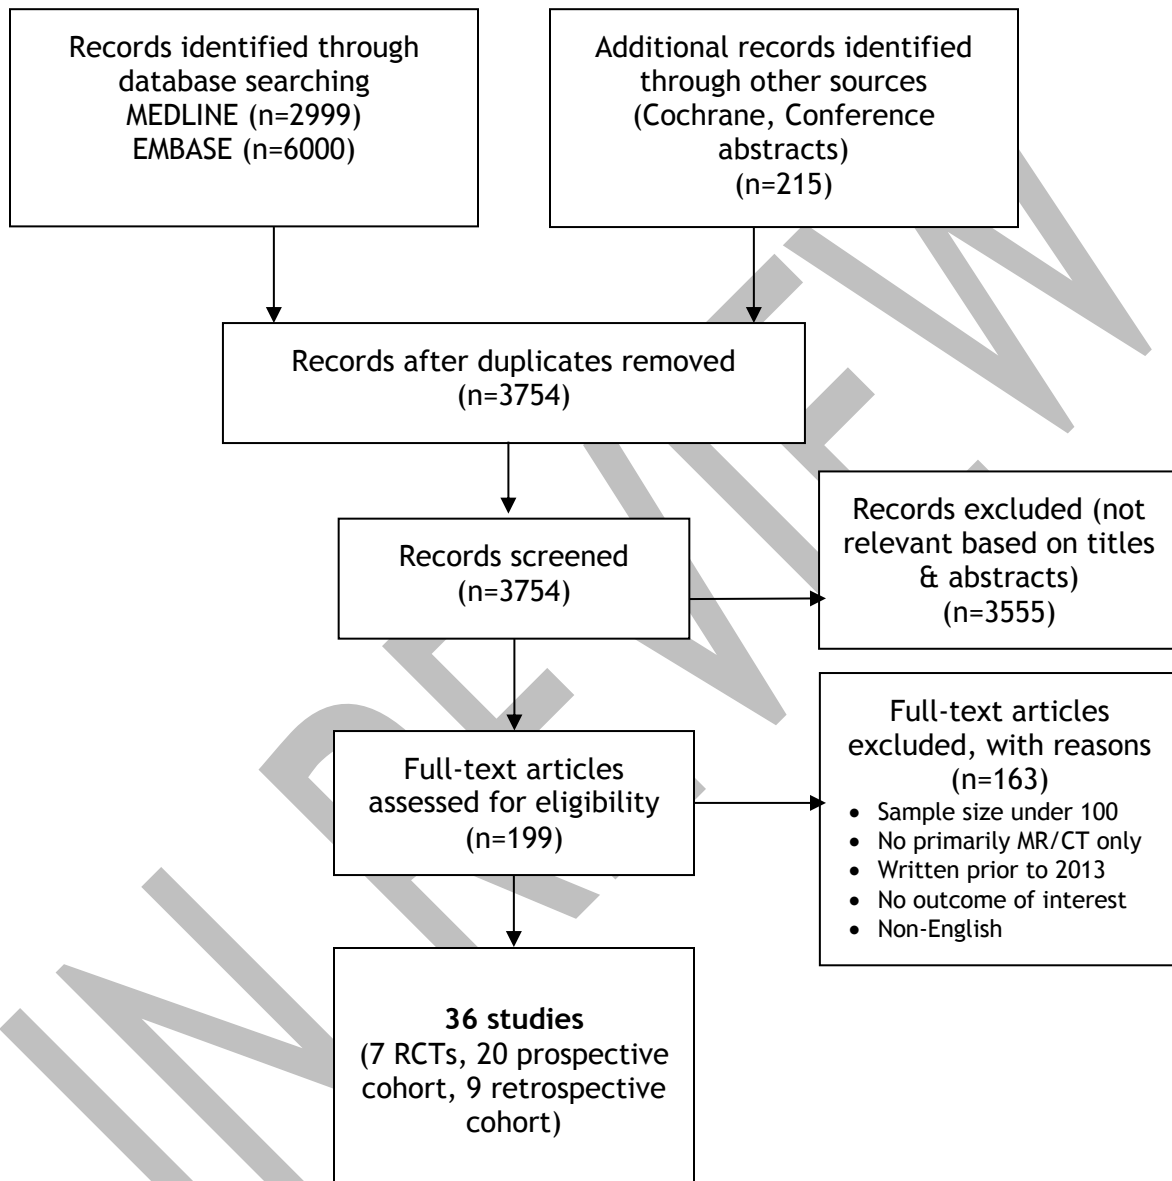 Records identified through
database searching
MEDLINE (n=2999)
EMBASE (n=6000)
Additional records identified
through other sources
(Cochrane, Conference
abstracts)
(n=215)
Records after duplicates removed
(n=3754)
Records screened
(n=3754)
Records excluded (not
relevant based on titles
& abstracts)
(n=3555)
Full-text articles
assessed for eligibility
(n=199)
Full-text articles
excluded, with reasons
(n=163)
• Sample size under 100
• No primarily MR/CT only
• Written prior to 2013
• No outcome of interest
• Non-English
36 studies
(7 RCTs, 20 prospective
cohort, 9 retrospective
cohort)
IN REVIEW